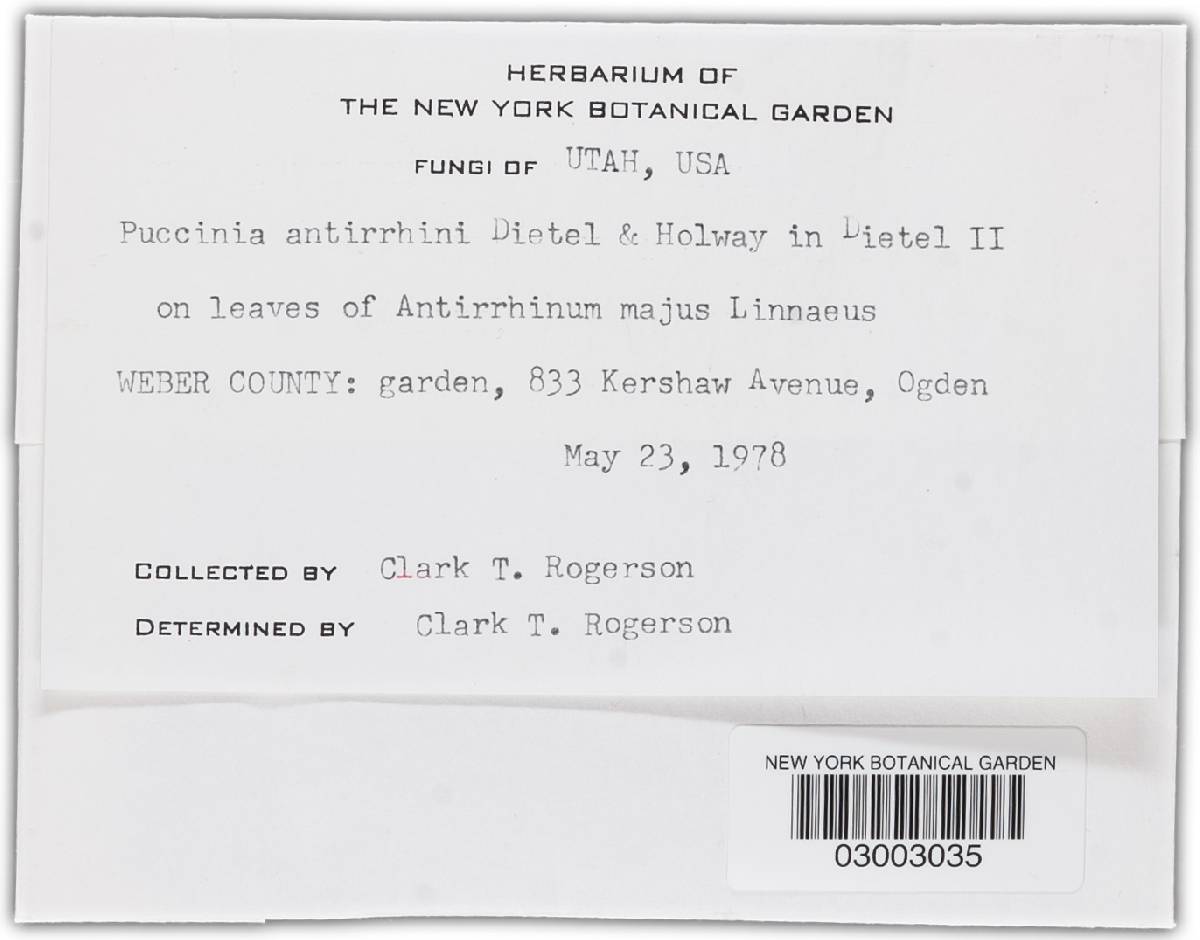 HERBARIUM OF
THE NEW YORK BOTANICAL GARDEN
FUNGI OF UTAH, USA
Puccinia antirrhini Dietel & Holway in Dietel II
on leaves of Antirrhinum majus Linnaeus
WEBER COUNTY: garden, 833 Kershaw Avenue, Ogden
May 23, 1978
COLLECTED BY Clark T. Rogerson
DETERMINED BY Clark T. Rogerson
NEW YORK BOTANICAL GARDEN
03003035